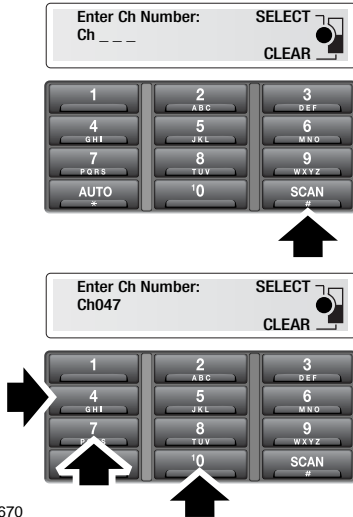 Enter Ch Number: SELECT
Ch _ _ _
CLEAR
1 2 3
ABC DEF
4 5 6
GHI JKL MNO
7 8 9
PQRS TUV WXYZ
AUTO ¹0 SCAN
* #
Enter Ch Number: SELECT
Ch047
CLEAR
1 2 3
ABC DEF
4 5 6
GHI JKL MNO
7 8 9
TUV WXYZ
¹0 SCAN
#
670